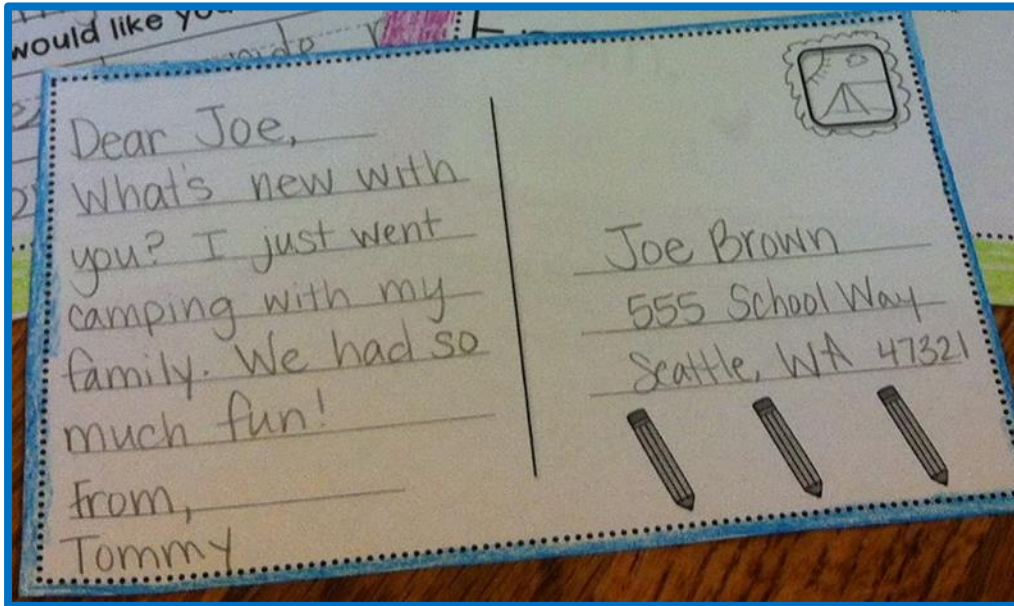 would like you
Dear Joe,
What's new with
you? I just went
camping with my
family. We had so
much fun!
From,
Tommy
Joe Brown
555 School Way
Seattle, WA 47321